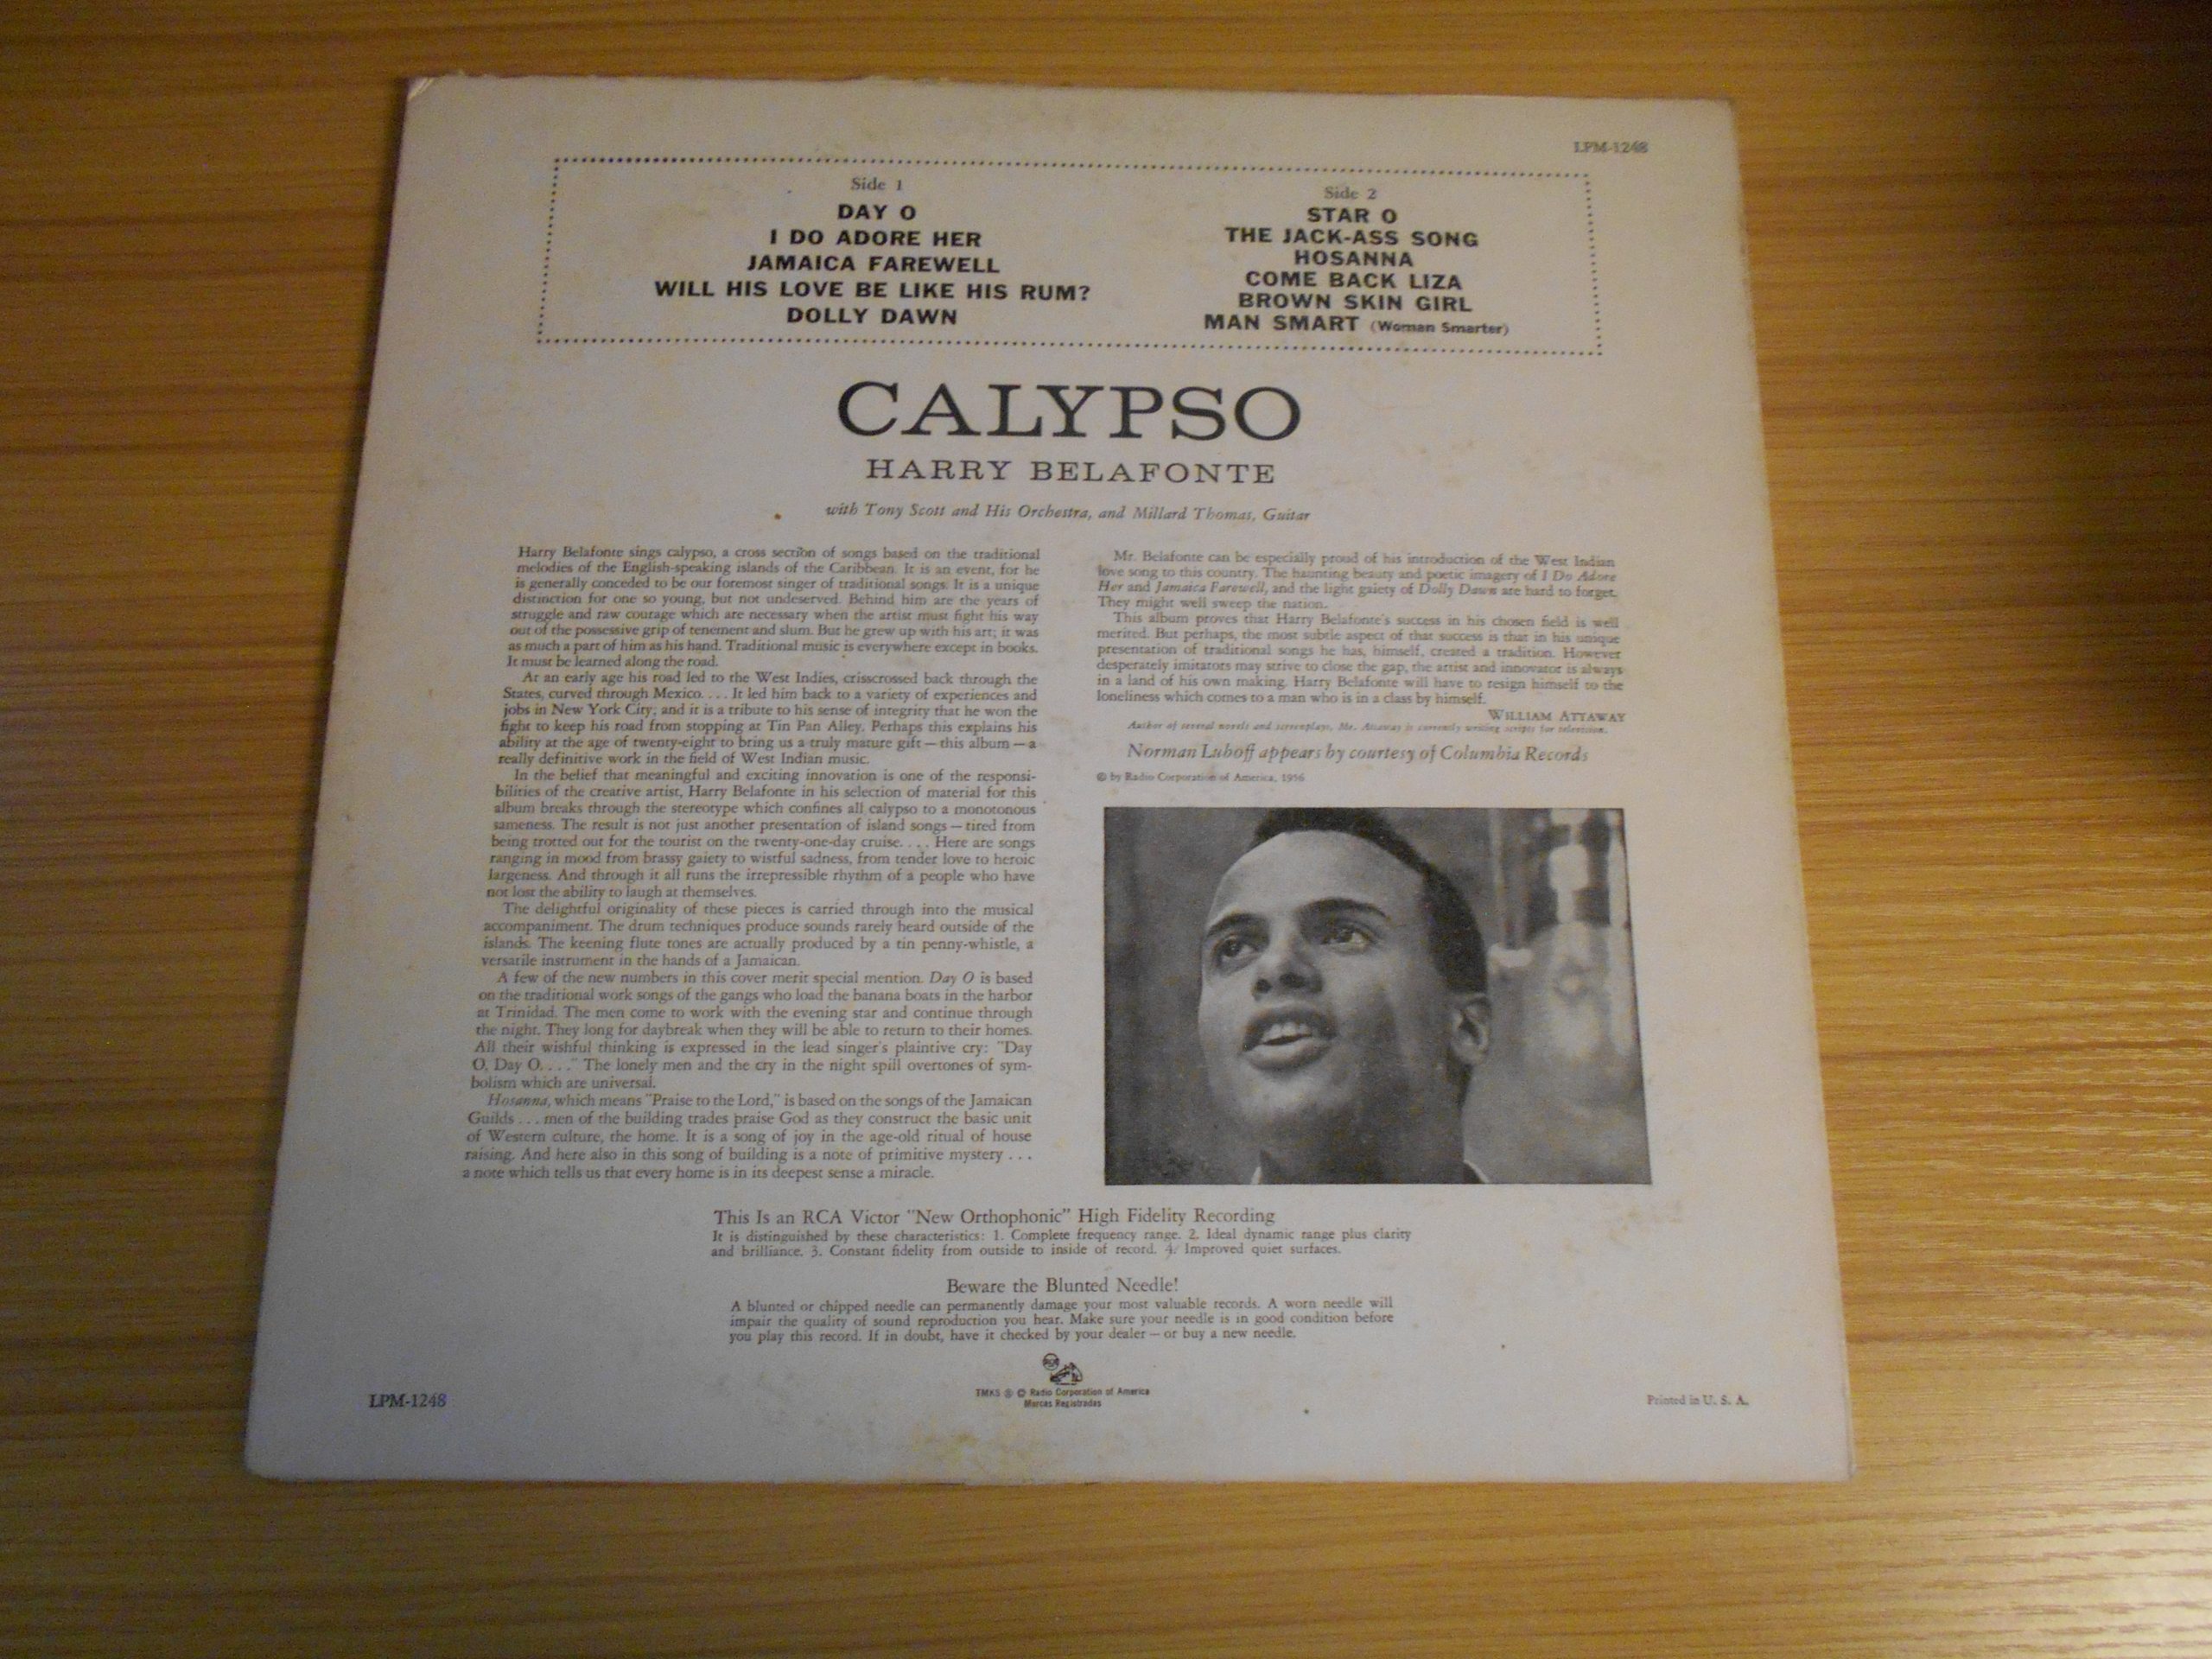 LPM-1248
Side 1
DAY O
I DO ADORE HER
JAMAICA FAREWELL
WILL HIS LOVE BE LIKE HIS RUM?
DOLLY DAWN
Side 2
STAR O
THE JACK-ASS SONG
HOSANNA
COME BACK LIZA
BROWN SKIN GIRL
MAN SMART (Woman Smarter)
CALYPSO
HARRY BELAFONTE
with Tony Scott and His Orchestra, and Millard Thomas, Guitar
Harry Belafonte sings calypso, a cross section of songs based on the traditional
melodies of the English-speaking islands of the Caribbean. It is an event, for he
is generally conceded to be our foremost singer of traditional songs. It is a unique
distinction for one so young, but not undeserved. Behind him are the years of
struggle and raw courage which are necessary when the artist must fight his way
out of the possessive grip of tenement and slum. But he grew up with his art; it was
as much a part of him as his hand. Traditional music is everywhere except in books.
It must be learned along the road.
At an early age his road led to the West Indies, crisscrossed back through the
States, curved through Mexico. . . . It led him back to a variety of experiences and
jobs in New York City; and it is a tribute to his sense of integrity that he won the
fight to keep his road from stopping at Tin Pan Alley. Perhaps this explains his
ability at the age of twenty-eight to bring us a truly mature gift — this album — a
really definitive work in the field of West Indian music.
In the belief that meaningful and exciting innovation is one of the responsi-
bilities of the creative artist, Harry Belafonte in his selection of material for this
album breaks through the stereotype which confines all calypso to a monotonous
sameness. The result is not just another presentation of island songs — tired from
being trotted out for the tourist on the twenty-one-day cruise. . . . Here are songs
ranging in mood from brassy gaiety to wistful sadness, from tender love to heroic
largeness. And through it all runs the irrepressible rhythm of a people who have
not lost the ability to laugh at themselves.
The delightful originality of these pieces is carried through into the musical
accompaniment. The drum techniques produce sounds rarely heard outside of the
islands. The keening flute tones are actually produced by a tin penny-whistle, a
versatile instrument in the hands of a Jamaican.
A few of the new numbers in this cover merit special mention. Day O is based
on the traditional work songs of the gangs who load the banana boats in the harbor
at Trinidad. The men come to work with the evening star and continue through
the night. They long for daybreak when they will be able to return to their homes.
All their wishful thinking is expressed in the lead singer's plaintive cry: "Day
O, Day O. . . ." The lonely men and the cry in the night spill overtones of sym-
bolism which are universal.
Hosanna, which means "Praise to the Lord," is based on the songs of the Jamaican
Guilds . . . men of the building trades praise God as they construct the basic unit
of Western culture, the home. It is a song of joy in the age-old ritual of house
raising. And here also in this song of building is a note of primitive mystery . . .
a note which tells us that every home is in its deepest sense a miracle.
Mr. Belafonte can be especially proud of his introduction of the West Indian
love song to this country. The haunting beauty and poetic imagery of I Do Adore
Her and Jamaica Farewell, and the light gaiety of Dolly Dawn are hard to forget.
They might well sweep the nation.
This album proves that Harry Belafonte's success in his chosen field is well
merited. But perhaps, the most subtle aspect of that success is that in his unique
presentation of traditional songs he has, himself, created a tradition. However
desperately imitators may strive to close the gap, the artist and innovator is always
in a land of his own making. Harry Belafonte will have to resign himself to the
loneliness which comes to a man who is in a class by himself.
WILLIAM ATTAWAY
Author of several novels and screenplays, Mr. Attaway is currently writing scripts for television.
Norman Luboff appears by courtesy of Columbia Records
© by Radio Corporation of America, 1956
This Is an RCA Victor "New Orthophonic" High Fidelity Recording
It is distinguished by these characteristics: 1. Complete frequency range. 2. Ideal dynamic range plus clarity
and brilliance. 3. Constant fidelity from outside to inside of record. 4. Improved quiet surfaces.
Beware the Blunted Needle!
A blunted or chipped needle can permanently damage your most valuable records. A worn needle will
impair the quality of sound reproduction you hear. Make sure your needle is in good condition before
you play this record. If in doubt, have it checked by your dealer — or buy a new needle.
RCA
TMKS ® © Radio Corporation of America
Marcas Registradas
LPM-1248
Printed in U. S. A.